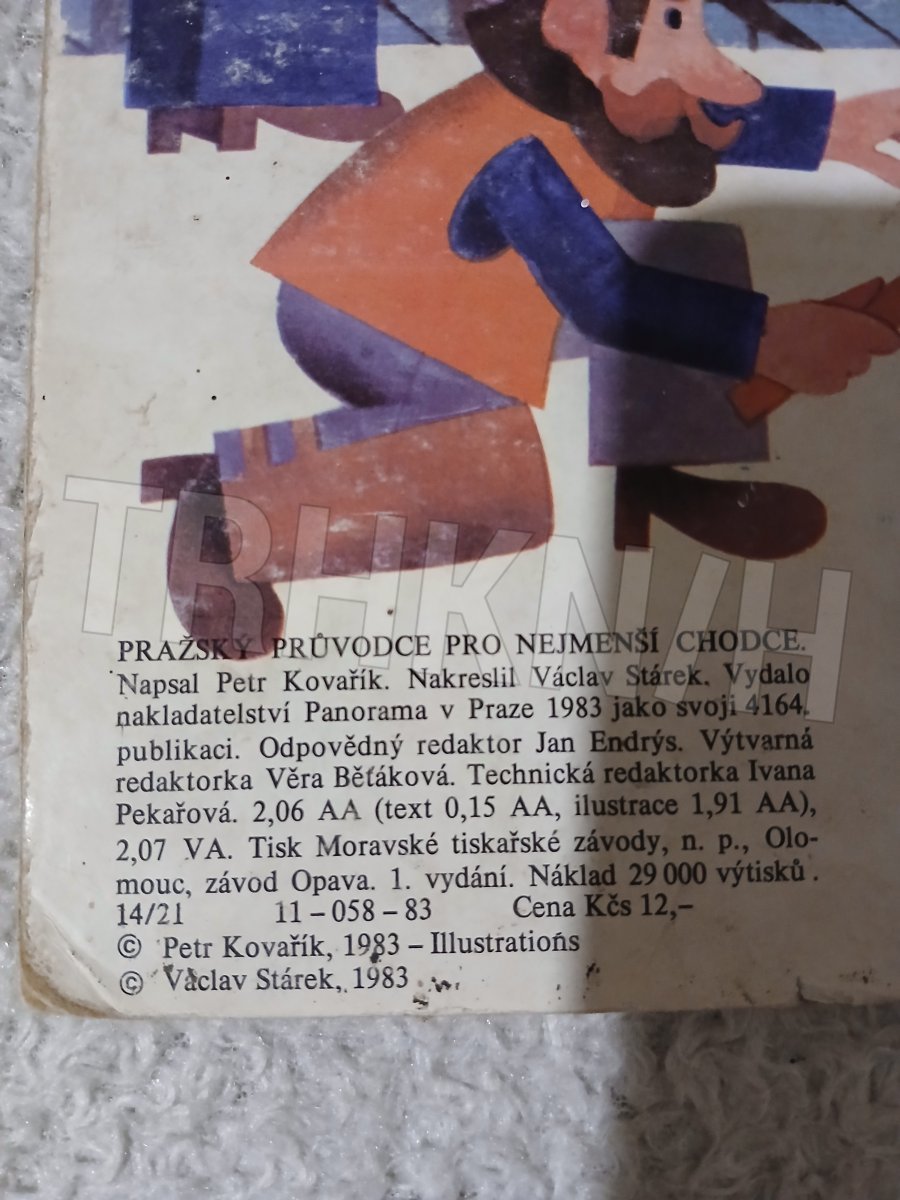 PRAŽSKÝ PRŮVODCE PRO NEJMENŠÍ CHODCE.
Napsal Petr Kovařík. Nakreslil Václav Stárek. Vydalo
nakladatelství Panorama v Praze 1983 jako svoji 4164.
publikaci. Odpovědný redaktor Jan Endrýs. Výtvarná
redaktorka Věra Běťáková. Technická redaktorka Ivana
Pekařová. 2,06 AA (text 0,15 AA, ilustrace 1,91 AA),
2,07 VA. Tisk Moravské tiskařské závody, n. p., Olo-
mouc, závod Opava. 1. vydání. Náklad 29 000 výtisků.
14/21 11 – 058 – 83 Cena Kčs 12,–
© Petr Kovařík, 1983 – Illustrations
© Václav Stárek, 1983
TRHKNIH